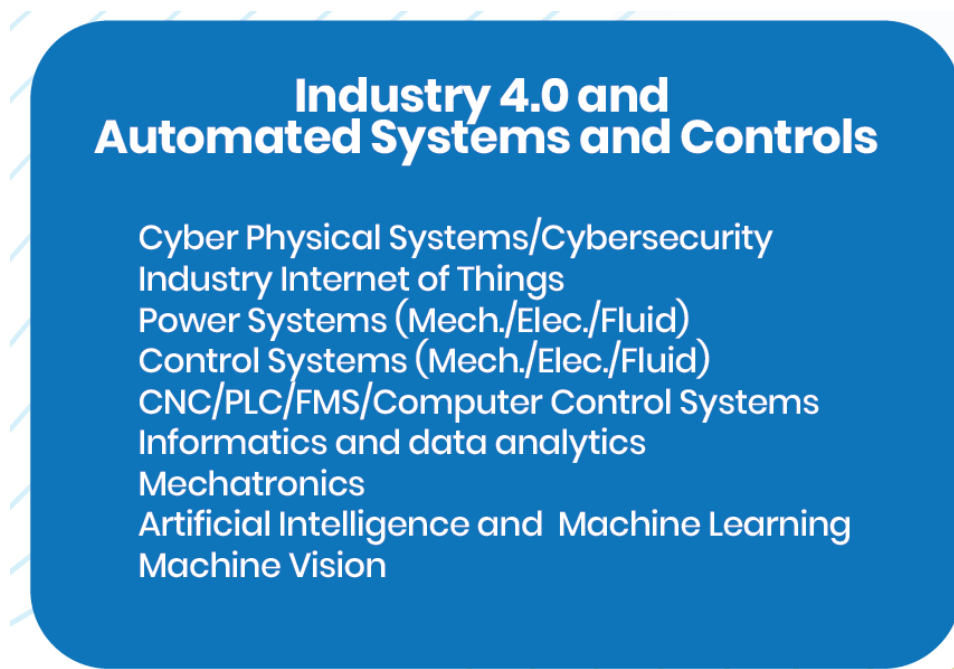 Industry 4.0 and
Automated Systems and Controls
Cyber Physical Systems/Cybersecurity
Industry Internet of Things
Power Systems (Mech./Elec./Fluid)
Control Systems (Mech./Elec./Fluid)
CNC/PLC/FMS/Computer Control Systems
Informatics and data analytics
Mechatronics
Artificial Intelligence and  Machine Learning
Machine Vision